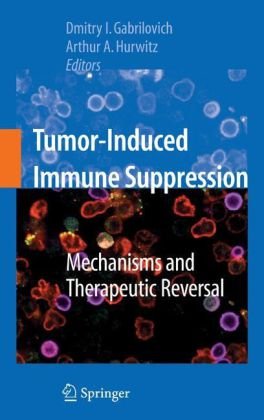 Dmitry I. Gabrilovich
Arthur A. Hurwitz
Editors
Tumor-Induced
Immune Suppression
Mechanisms and
Therapeutic Reversal
Springer